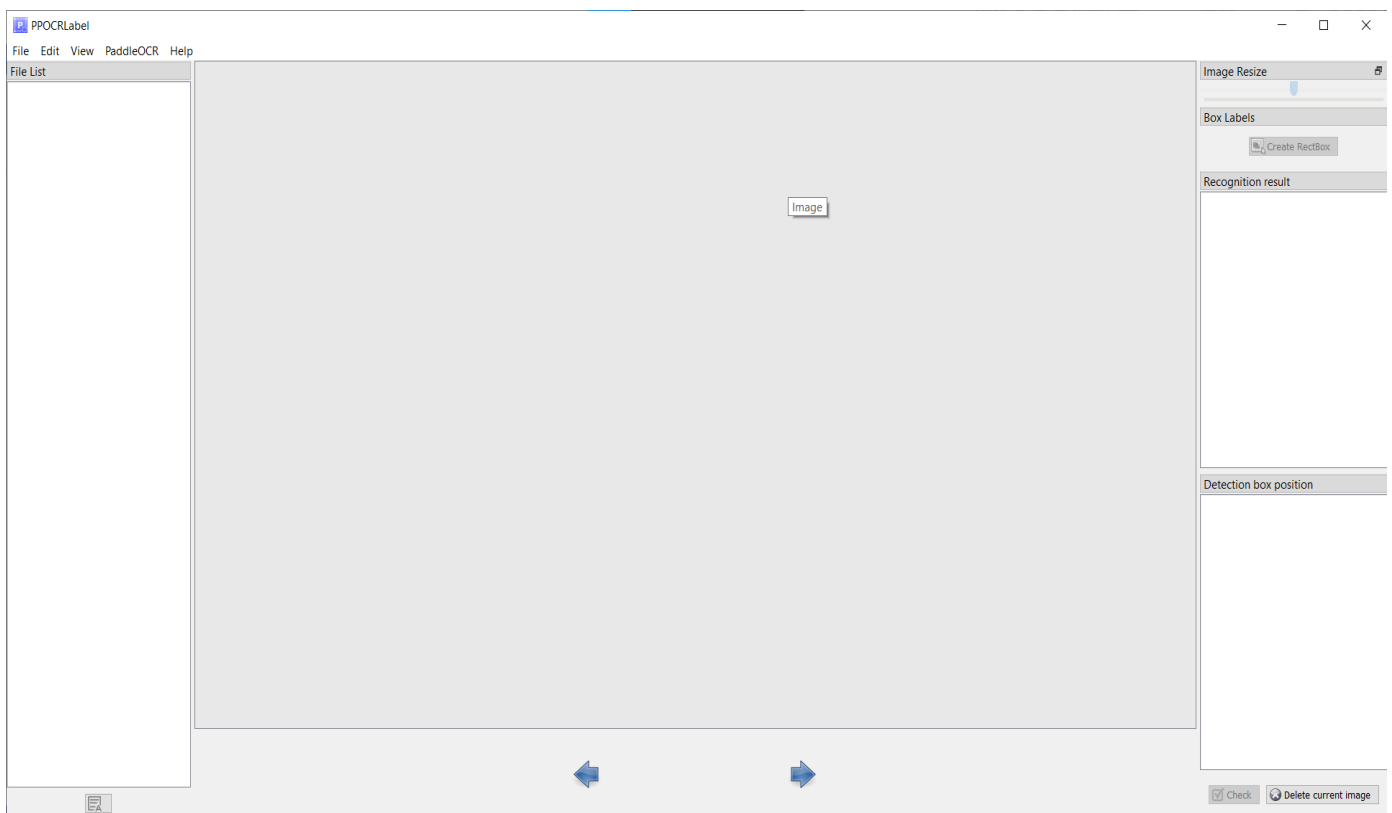 PPOCRLabel
File Edit View PaddleOCR Help
File List
Image Resize
Box Labels
Create RectBox
Recognition result
Image
Detection box position
Check Delete current image